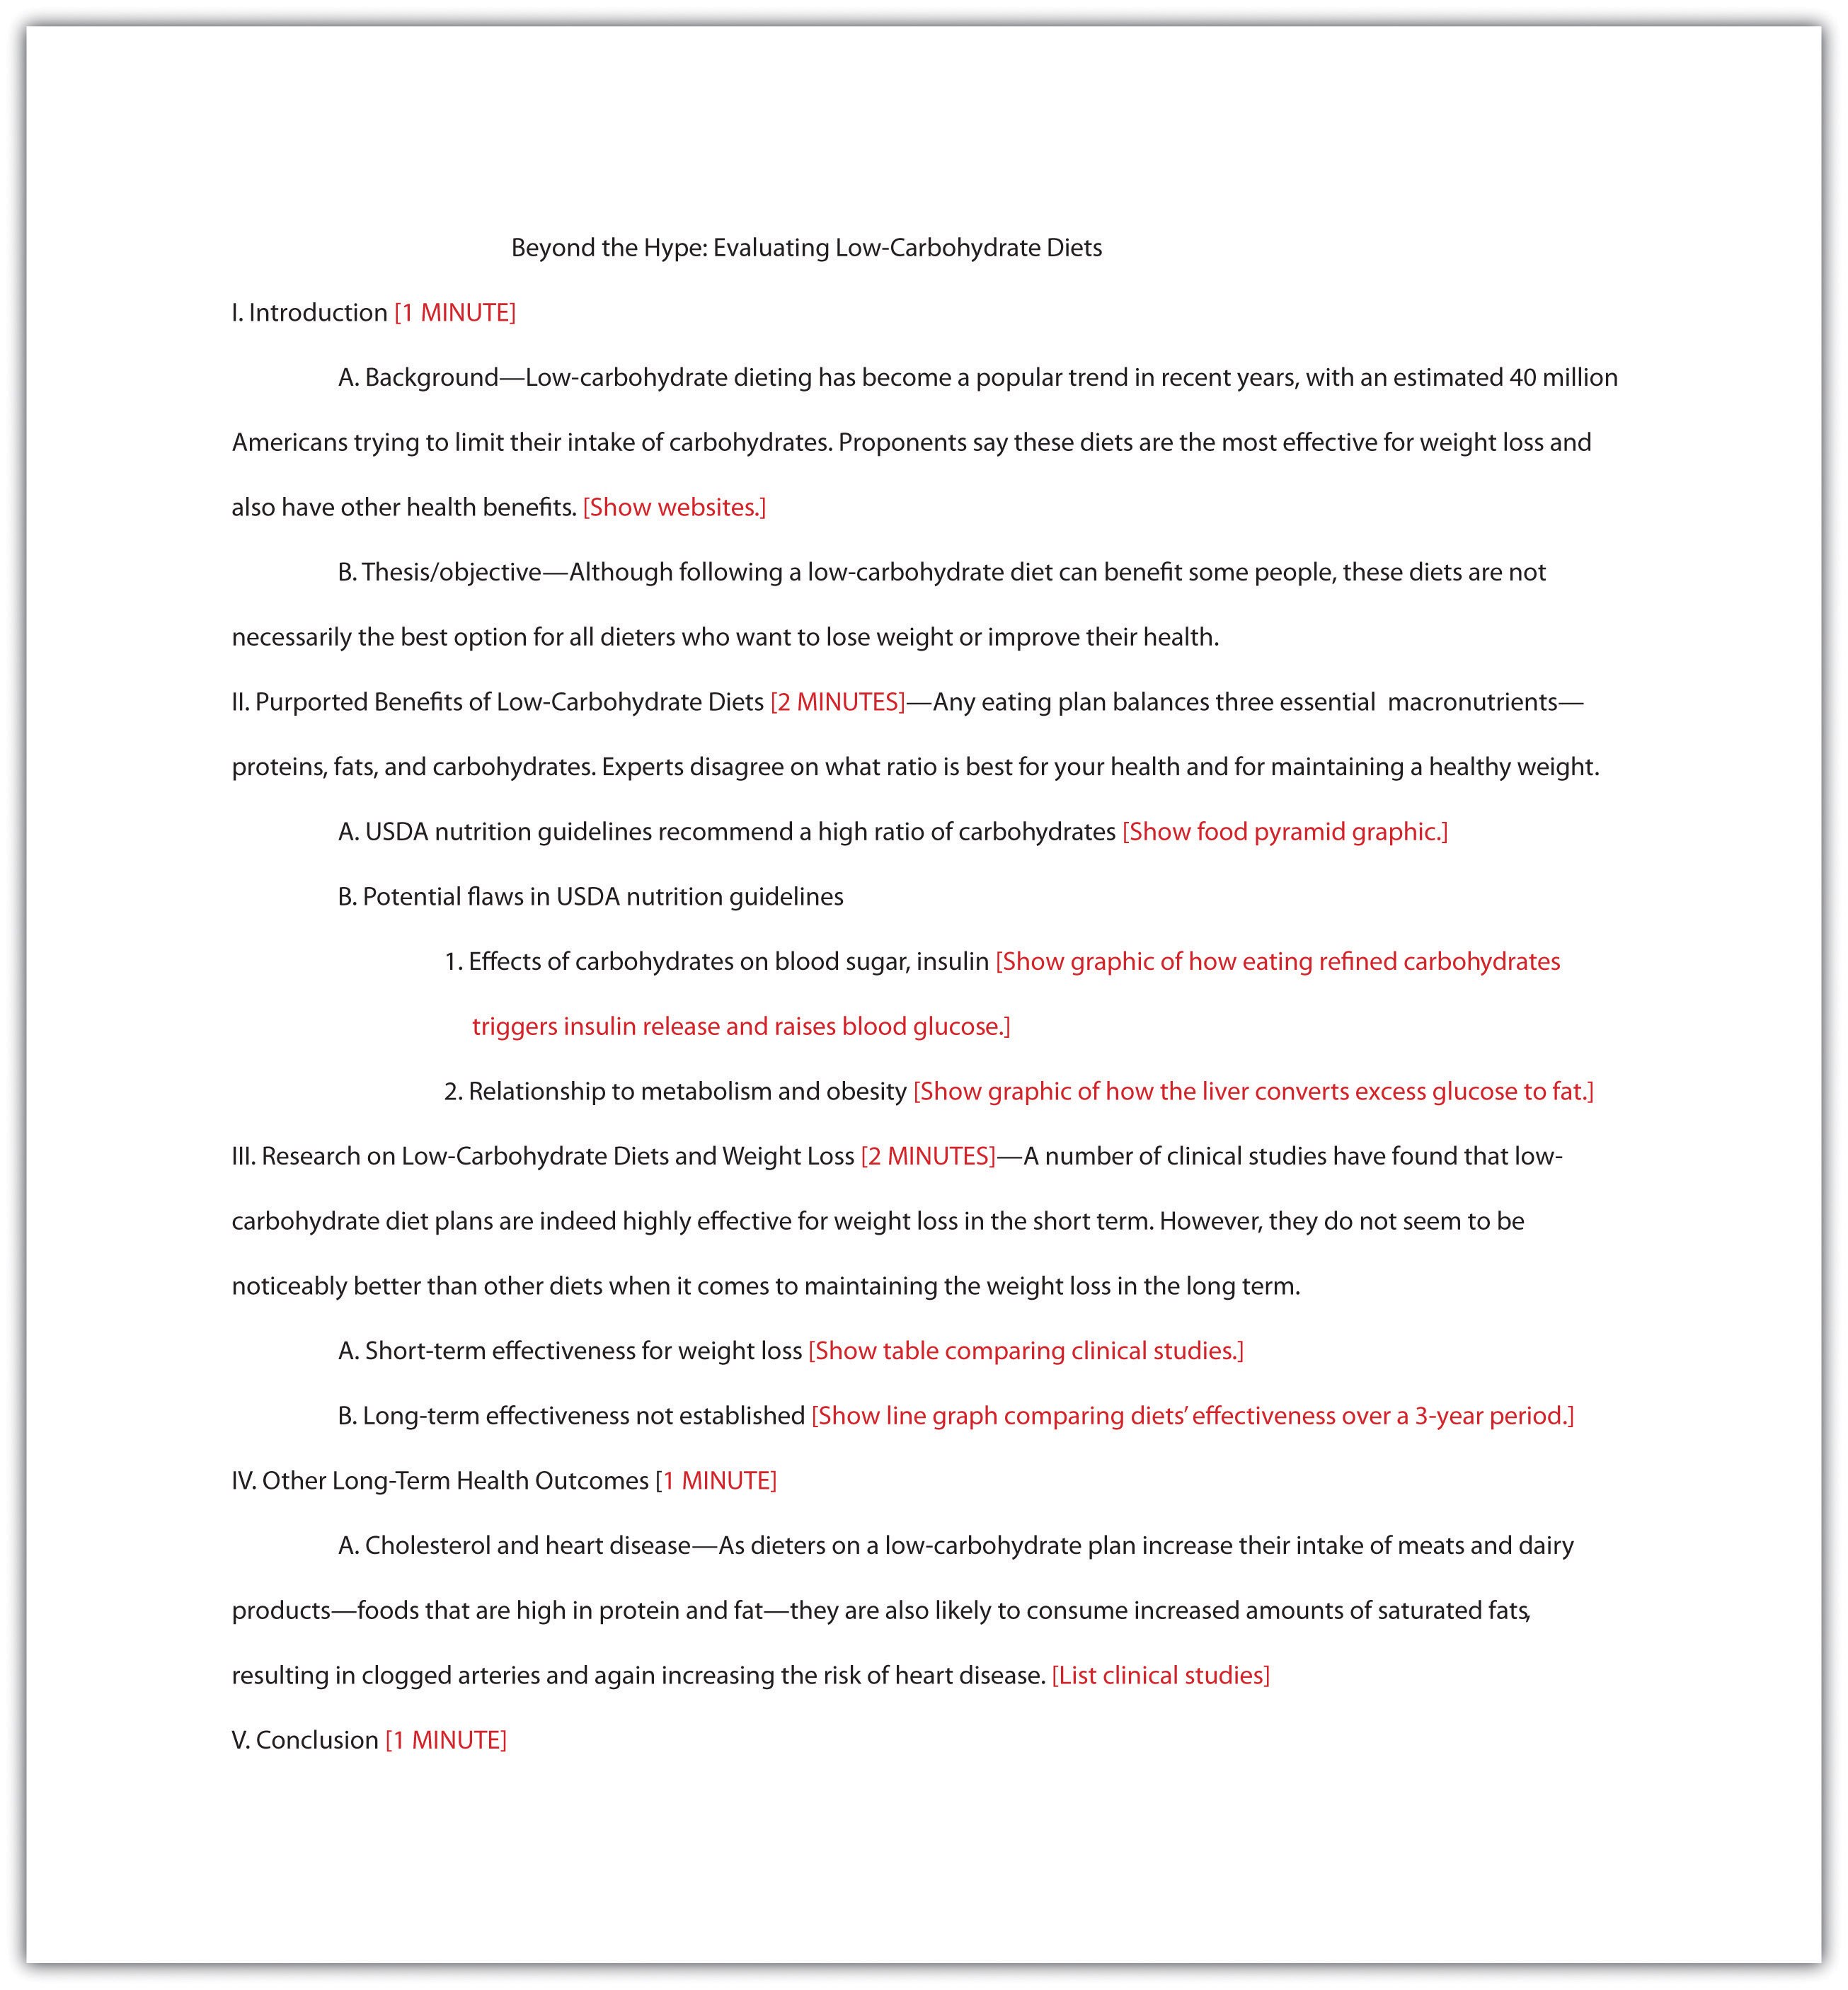 Beyond the Hype: Evaluating Low-Carbohydrate Diets
I. Introduction [1 MINUTE]
A. Background—Low-carbohydrate dieting has become a popular trend in recent years, with an estimated 40 million
Americans trying to limit their intake of carbohydrates. Proponents say these diets are the most effective for weight loss and
also have other health benefits. [Show websites.]
B. Thesis/objective—Although following a low-carbohydrate diet can benefit some people, these diets are not
necessarily the best option for all dieters who want to lose weight or improve their health.
II. Purported Benefits of Low-Carbohydrate Diets [2 MINUTES]—Any eating plan balances three essential  macronutrients—
proteins, fats, and carbohydrates. Experts disagree on what ratio is best for your health and for maintaining a healthy weight.
A. USDA nutrition guidelines recommend a high ratio of carbohydrates [Show food pyramid graphic.]
B. Potential flaws in USDA nutrition guidelines
1. Effects of carbohydrates on blood sugar, insulin [Show graphic of how eating refined carbohydrates
triggers insulin release and raises blood glucose.]
2. Relationship to metabolism and obesity [Show graphic of how the liver converts excess glucose to fat.]
III. Research on Low-Carbohydrate Diets and Weight Loss [2 MINUTES]—A number of clinical studies have found that low-
carbohydrate diet plans are indeed highly effective for weight loss in the short term. However, they do not seem to be
noticeably better than other diets when it comes to maintaining the weight loss in the long term.
A. Short-term effectiveness for weight loss [Show table comparing clinical studies.]
B. Long-term effectiveness not established [Show line graph comparing diets’ effectiveness over a 3-year period.]
IV. Other Long-Term Health Outcomes [1 MINUTE]
A. Cholesterol and heart disease—As dieters on a low-carbohydrate plan increase their intake of meats and dairy
products—foods that are high in protein and fat—they are also likely to consume increased amounts of saturated fats,
resulting in clogged arteries and again increasing the risk of heart disease. [List clinical studies]
V. Conclusion [1 MINUTE]